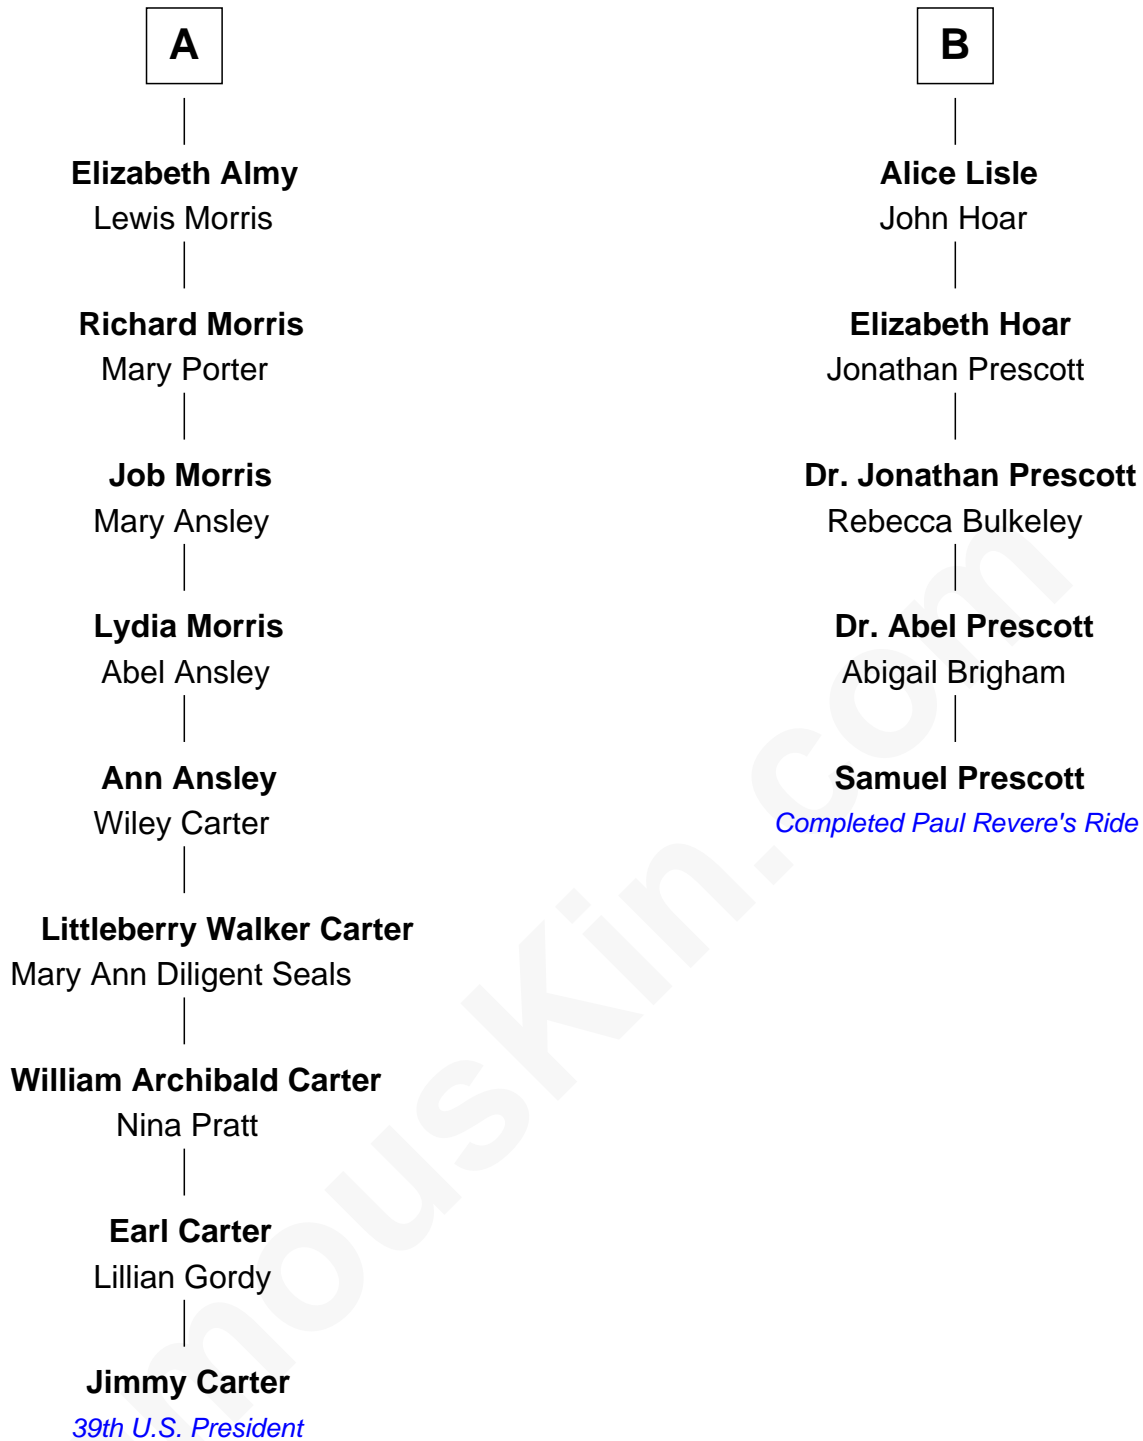 A
Elizabeth Almy
Lewis Morris
Richard Morris
Mary Porter
Job Morris
Mary Ansley
Lydia Morris
Abel Ansley
Ann Ansley
Wiley Carter
Littleberry Walker Carter
Mary Ann Diligent Seals
William Archibald Carter
Nina Pratt
Earl Carter
Lillian Gordy
Jimmy Carter
39th U.S. President
B
Alice Lisle
John Hoar
Elizabeth Hoar
Jonathan Prescott
Dr. Jonathan Prescott
Rebecca Bulkeley
Dr. Abel Prescott
Abigail Brigham
Samuel Prescott
Completed Paul Revere's Ride
mousKin.com